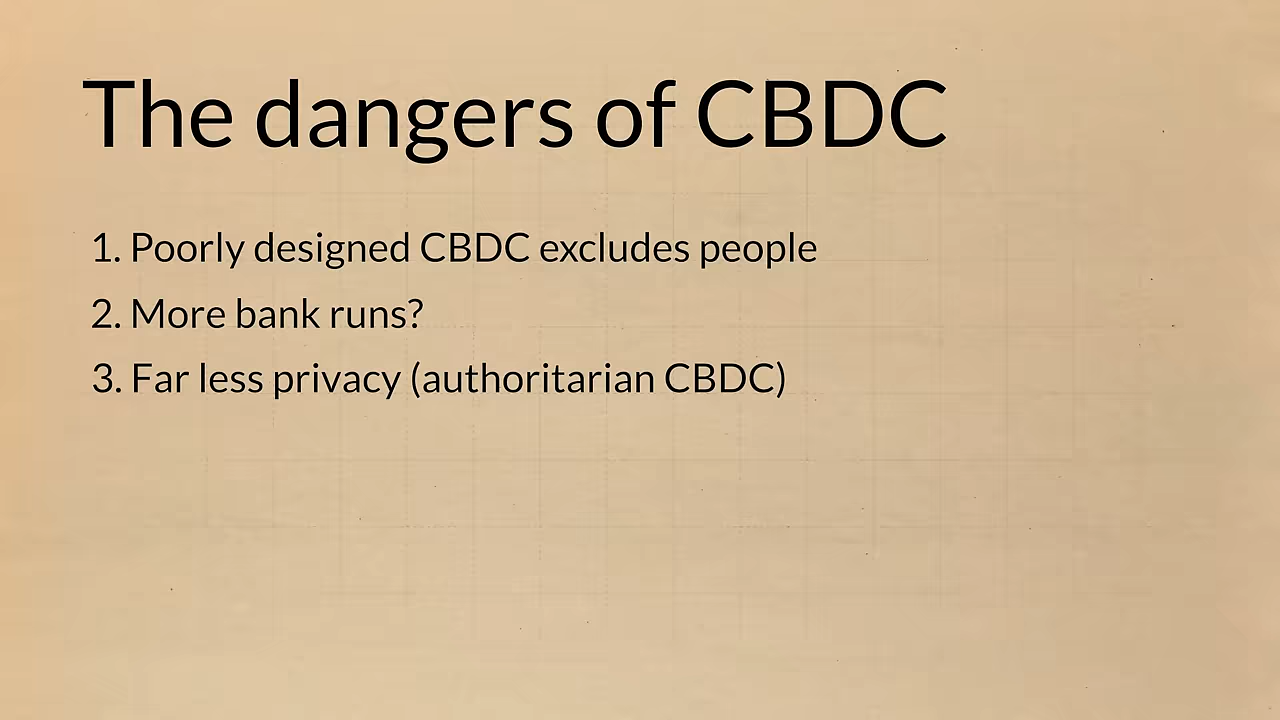 The dangers of CBDC
1. Poorly designed CBDC excludes people
2. More bank runs?
3. Far less privacy (authoritarian CBDC)